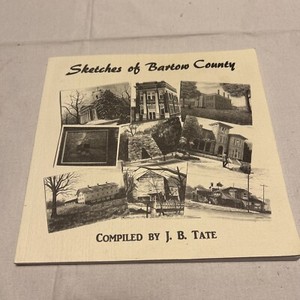 Sketches of Bartow County
COMPILED BY J. B. TATE